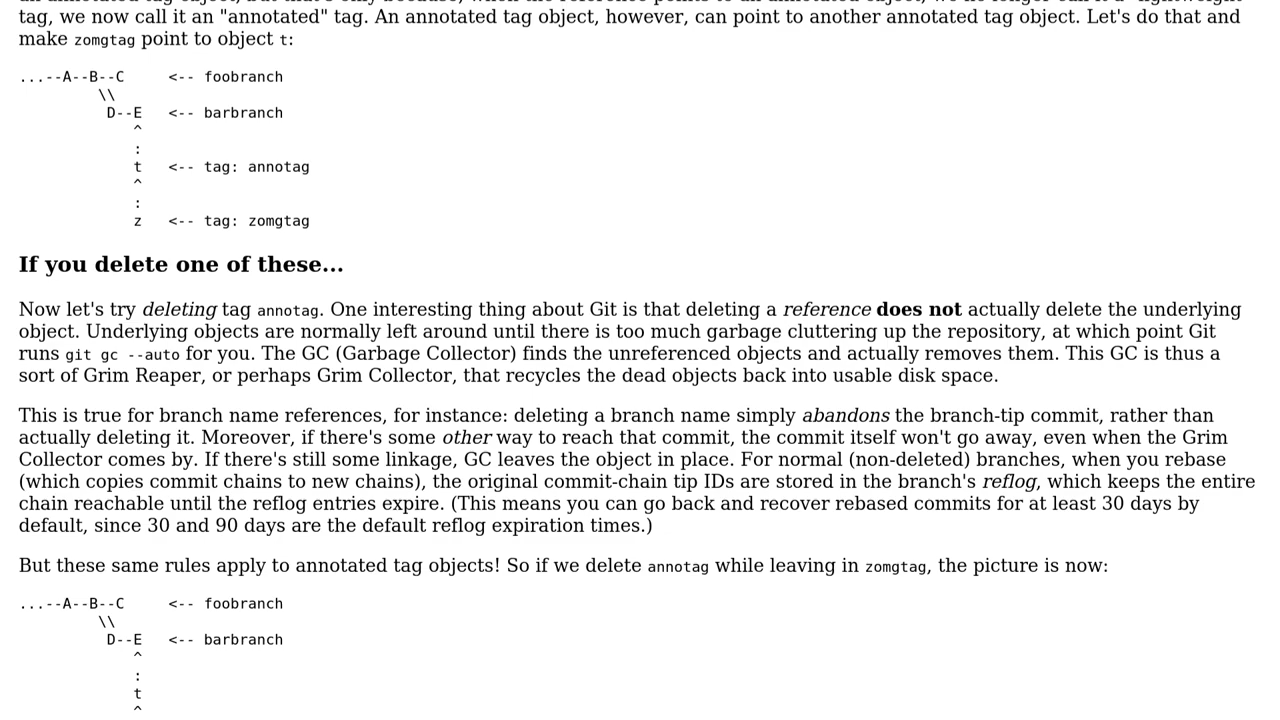 tag, we now call it an "annotated" tag. An annotated tag object, however, can point to another annotated tag object. Let's do that and
make zomgtag point to object t:
...--A--B--C     <-- foobranch
         \\
          D--E   <-- barbranch
             ^
             :
             t   <-- tag: annotag
             ^
             :
             z   <-- tag: zomgtag
If you delete one of these...
Now let's try deleting tag annotag. One interesting thing about Git is that deleting a reference does not actually delete the underlying
object. Underlying objects are normally left around until there is too much garbage cluttering up the repository, at which point Git
runs git gc --auto for you. The GC (Garbage Collector) finds the unreferenced objects and actually removes them. This GC is thus a
sort of Grim Reaper, or perhaps Grim Collector, that recycles the dead objects back into usable disk space.
This is true for branch name references, for instance: deleting a branch name simply abandons the branch-tip commit, rather than
actually deleting it. Moreover, if there's some other way to reach that commit, the commit itself won't go away, even when the Grim
Collector comes by. If there's still some linkage, GC leaves the object in place. For normal (non-deleted) branches, when you rebase
(which copies commit chains to new chains), the original commit-chain tip IDs are stored in the branch's reflog, which keeps the entire
chain reachable until the reflog entries expire. (This means you can go back and recover rebased commits for at least 30 days by
default, since 30 and 90 days are the default reflog expiration times.)
But these same rules apply to annotated tag objects! So if we delete annotag while leaving in zomgtag, the picture is now:
...--A--B--C     <-- foobranch
         \\
          D--E   <-- barbranch
             ^
             :
             t
             ^